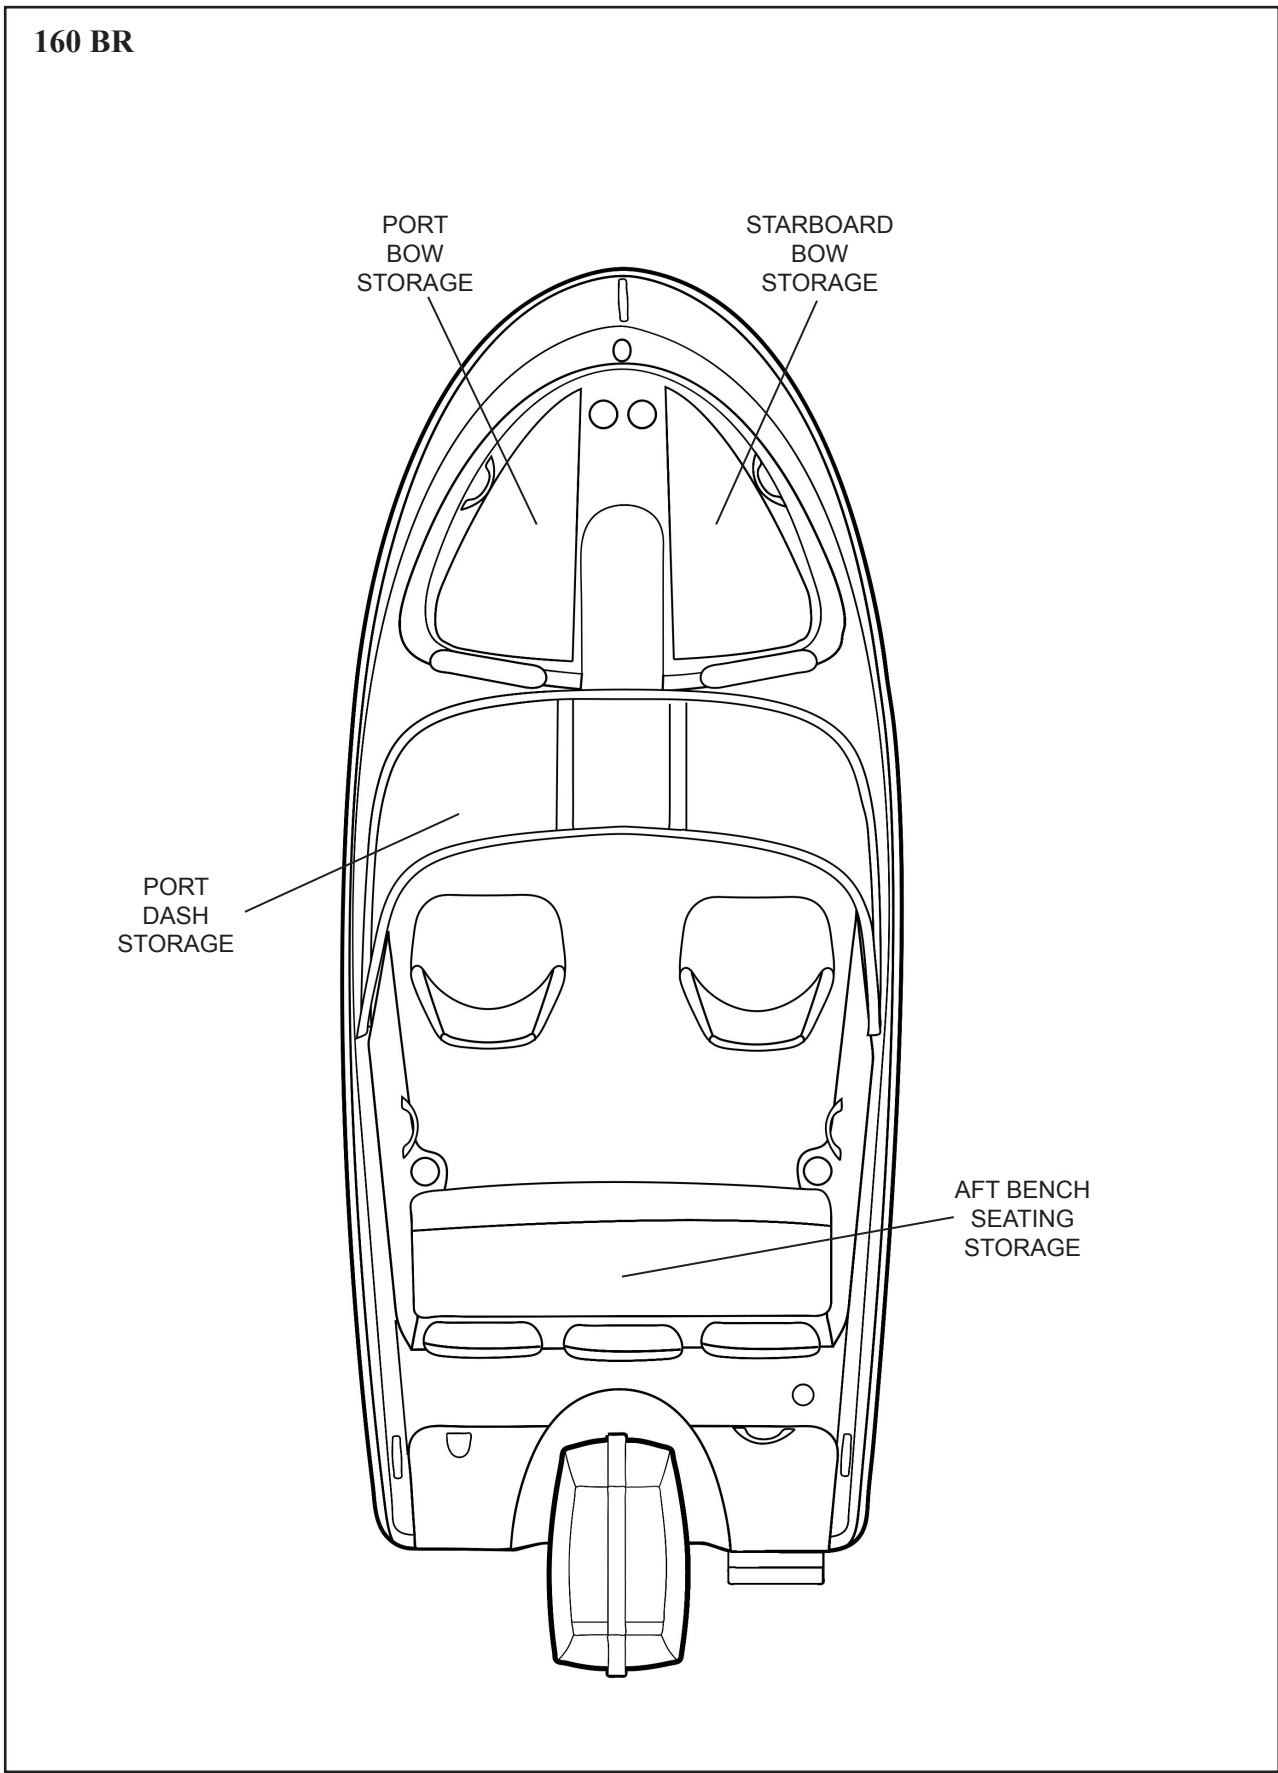 160 BR
PORT
BOW
STORAGE
STARBOARD
BOW
STORAGE
PORT
DASH
STORAGE
AFT BENCH
SEATING
STORAGE